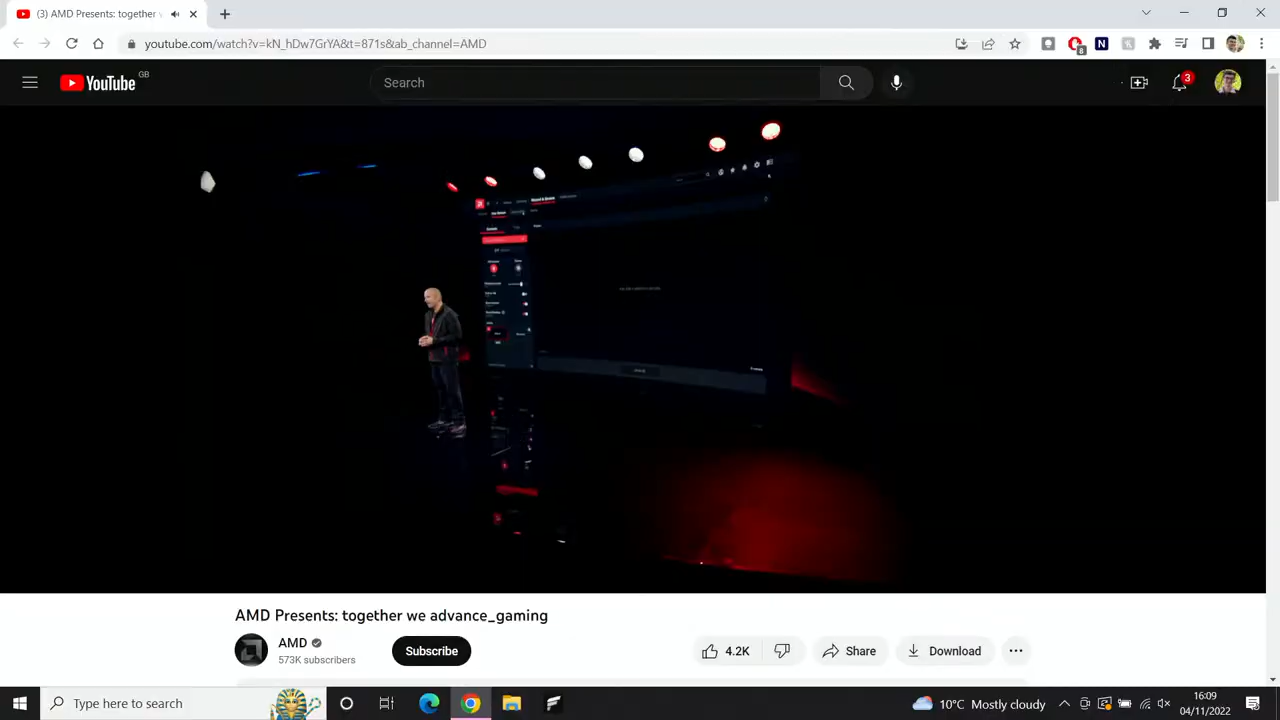 (3) AMD Presents: together
youtube.com/watch?v=kN_hDw7GrYA&t=871s&ab_channel=AMD
8
YouTube GB
Search
3
AMD Presents: together we advance_gaming
AMD
573K subscribers
Subscribe
4.2K
Share
Download
Type here to search
10°C Mostly cloudy
16:09
04/11/2022